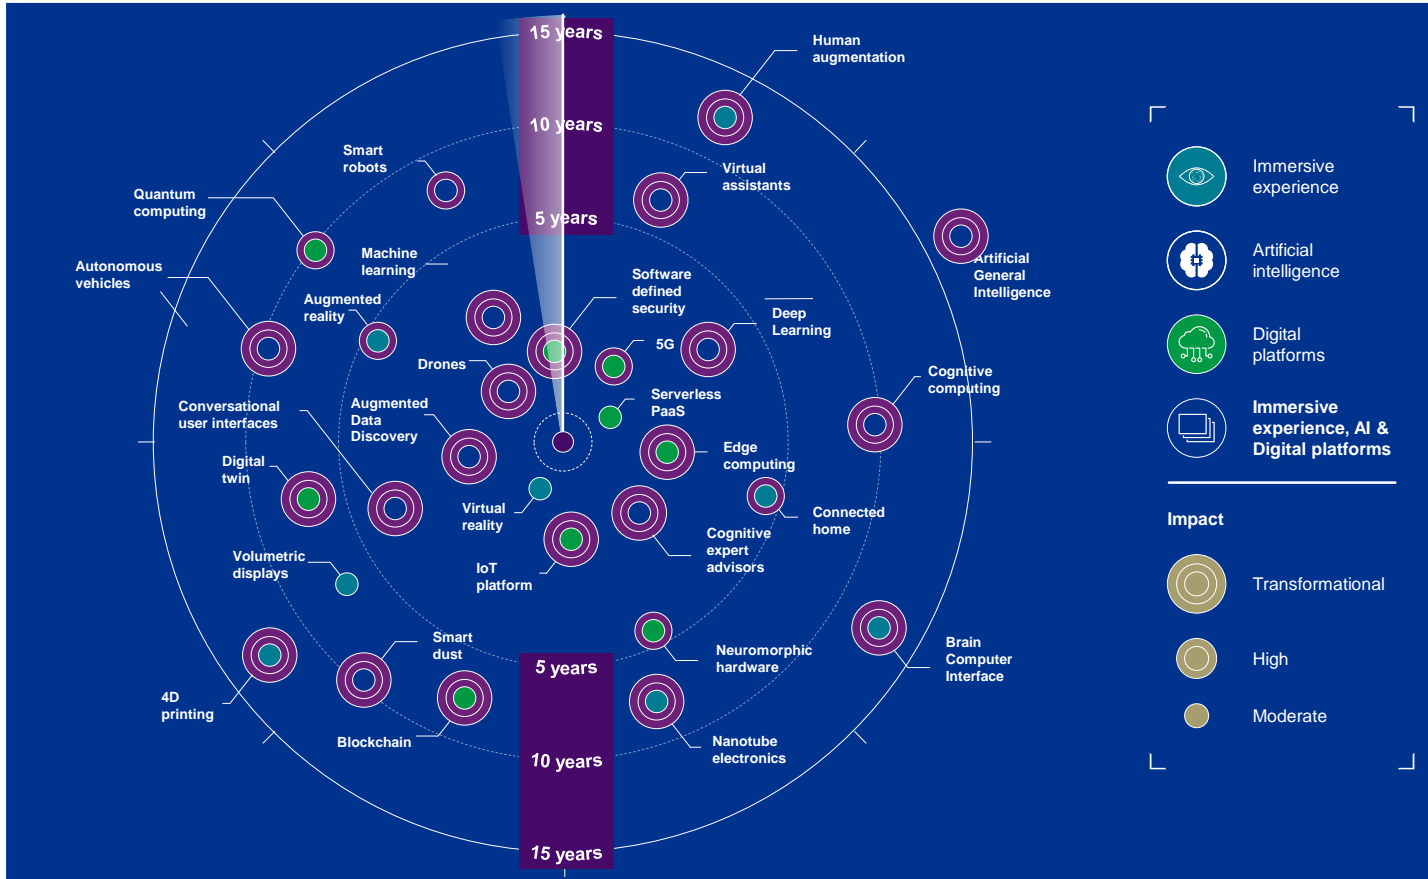 15 years
Human
augmentation
10 years
Smart
robots
Virtual
assistants
Quantum
computing
5 years
Machine
learning
Autonomous
vehicles
Software
defined
security
Artificial
General
Intelligence
Augmented
reality
Deep
Learning
5G
Drones
Cognitive
computing
Serverless
PaaS
Augmented
Data
Discovery
Conversational
user interfaces
Edge
computing
Digital
twin
Virtual
reality
Connected
home
Cognitive
expert
advisors
Volumetric
displays
IoT
platform
Smart
dust
Neuromorphic
hardware
Brain
Computer
Interface
5 years
4D
printing
Blockchain
Nanotube
electronics
10 years
15 years
Immersive
experience
Artificial
intelligence
Digital
platforms
Immersive
experience, AI &
Digital platforms
Impact
Transformational
High
Moderate